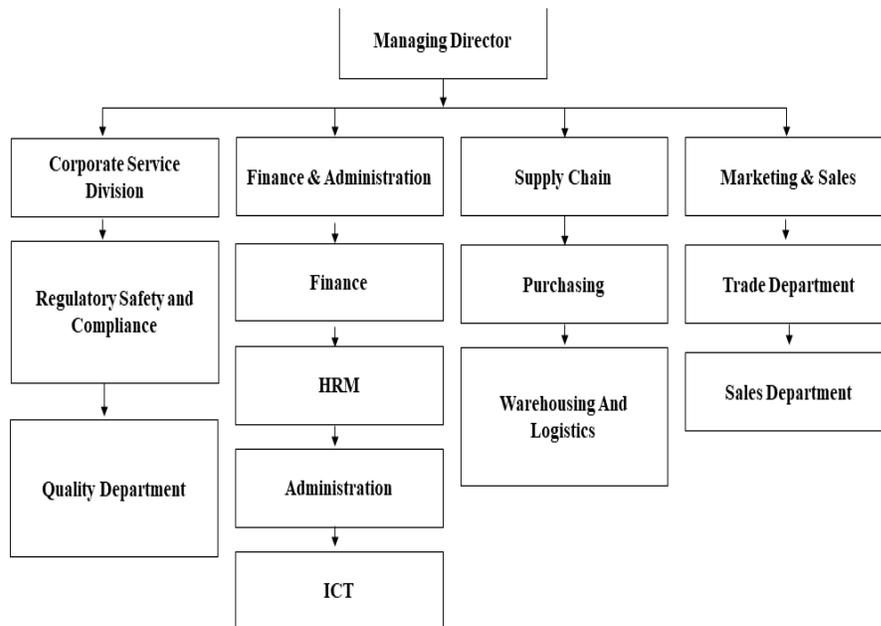 Managing Director
Corporate Service
Division
Finance & Administration
Supply Chain
Marketing & Sales
Regulatory Safety and
Compliance
Finance
Purchasing
Trade Department
HRM
Warehousing And
Logistics
Sales Department
Quality Department
Administration
ICT